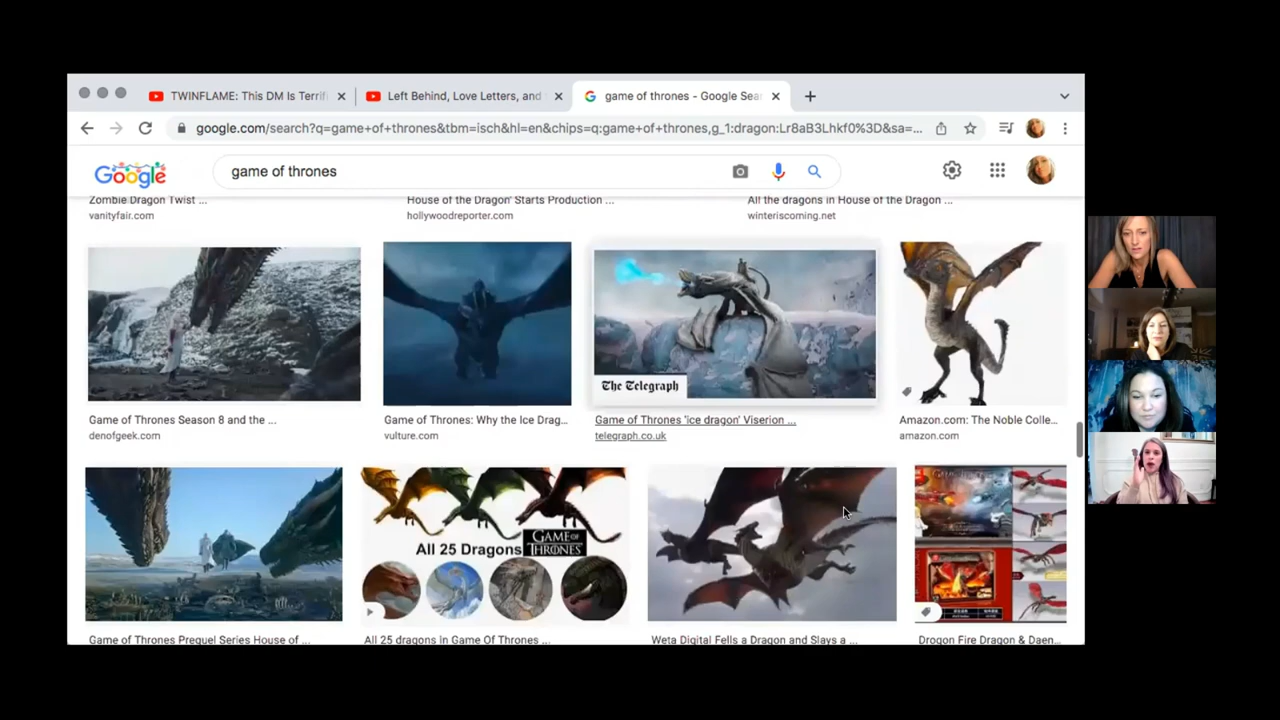 TWINFLAME: This DM Is Terrifi
Left Behind, Love Letters, and
game of thrones - Google Sea
google.com/search?q=game+of+thrones&tbm=isch&hl=en&chips=q:game+of+thrones,g_1:dragon:Lr8aB3Lhkf0%3D&sa=...
Google
game of thrones
Zombie Dragon Twist ...
House of the Dragon' Starts Production ...
All the dragons in House of the Dragon ...
vanityfair.com
hollywoodreporter.com
winteriscoming.net
The Telegraph
Game of Thrones Season 8 and the ...
Game of Thrones: Why the Ice Drag...
Game of Thrones 'ice dragon' Viserion ...
Amazon.com: The Noble Colle...
denofgeek.com
vulture.com
telegraph.co.uk
amazon.com
All 25 Dragons
GAME OF
THRONES
Game of Thrones Prequel Series House of ...
All 25 dragons In Game Of Thrones ...
Weta Digital Fells a Dragon and Slays a ...
Drogon Fire Dragon & Daen...